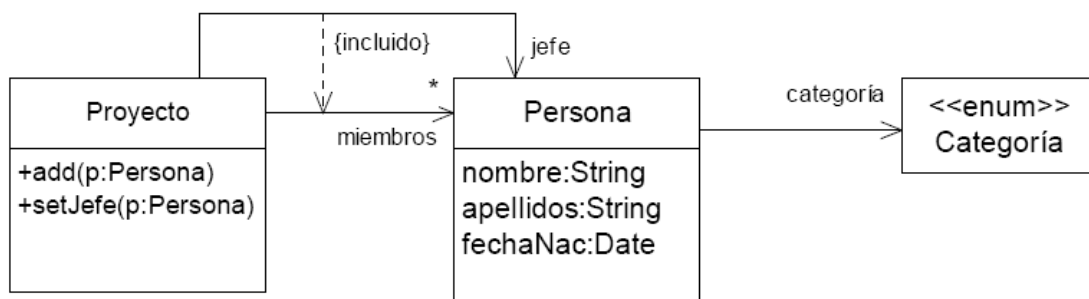 {incluido}
jefe
Proyecto
+add(p:Persona)
+setJefe(p:Persona)
*
miembros
Persona
nombre:String
apellidos:String
fechaNac:Date
categoría
<<enum>>
Categoría